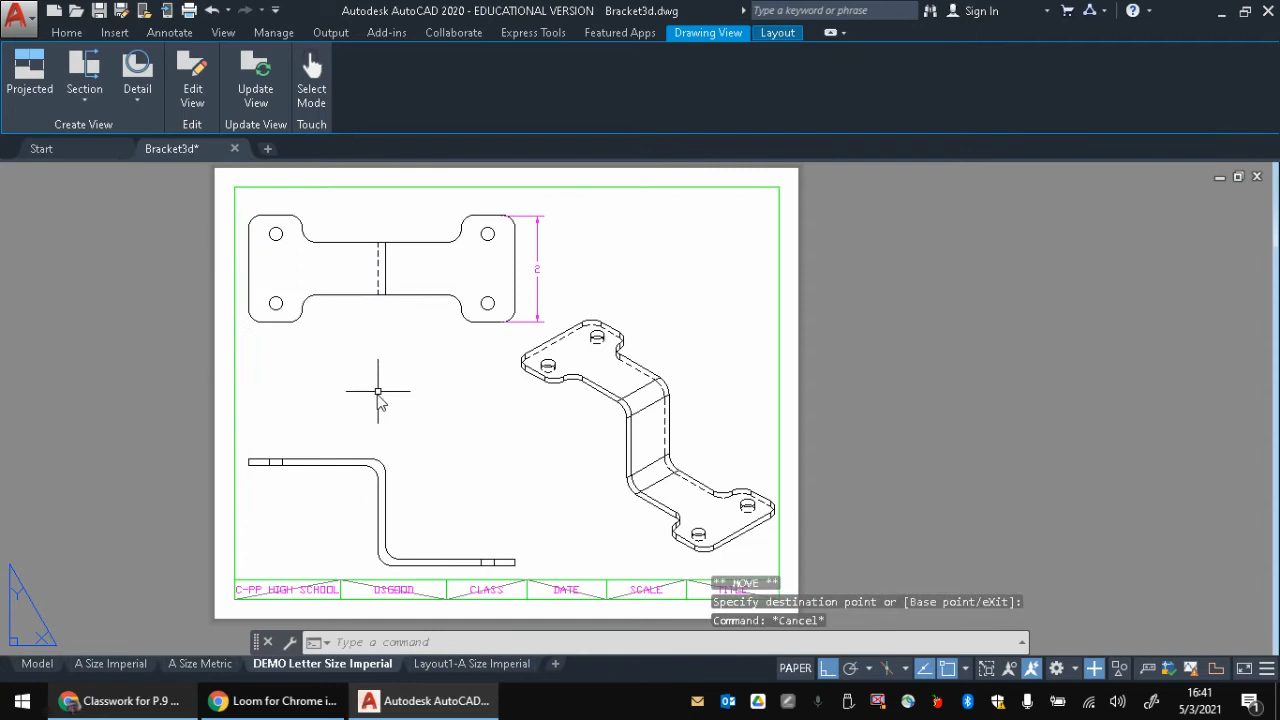 Autodesk AutoCAD 2020 - EDUCATIONAL VERSION Bracket3d.dwg
Type a keyword or phrase
Sign In
Home Insert Annotate View Manage Output Add-ins Collaborate Express Tools Featured Apps Drawing View Layout
Projected Section Detail Edit View Update View Select Mode
Create View Edit Update View Touch
Start Bracket3d*
2
C-PP HIGH SCHOOL OSGOOD CLASS DATE SCALE TITLE
** MOVE **
Specify destination point or [Base point/eXit]:
Command: *Cancel*
Y
X
Type a command
Model A Size Imperial A Size Metric DEMO Letter Size Imperial Layout1-A Size Imperial PAPER
Classwork for P.9 ... Loom for Chrome i... Autodesk AutoCAD...
16:41
5/3/2021